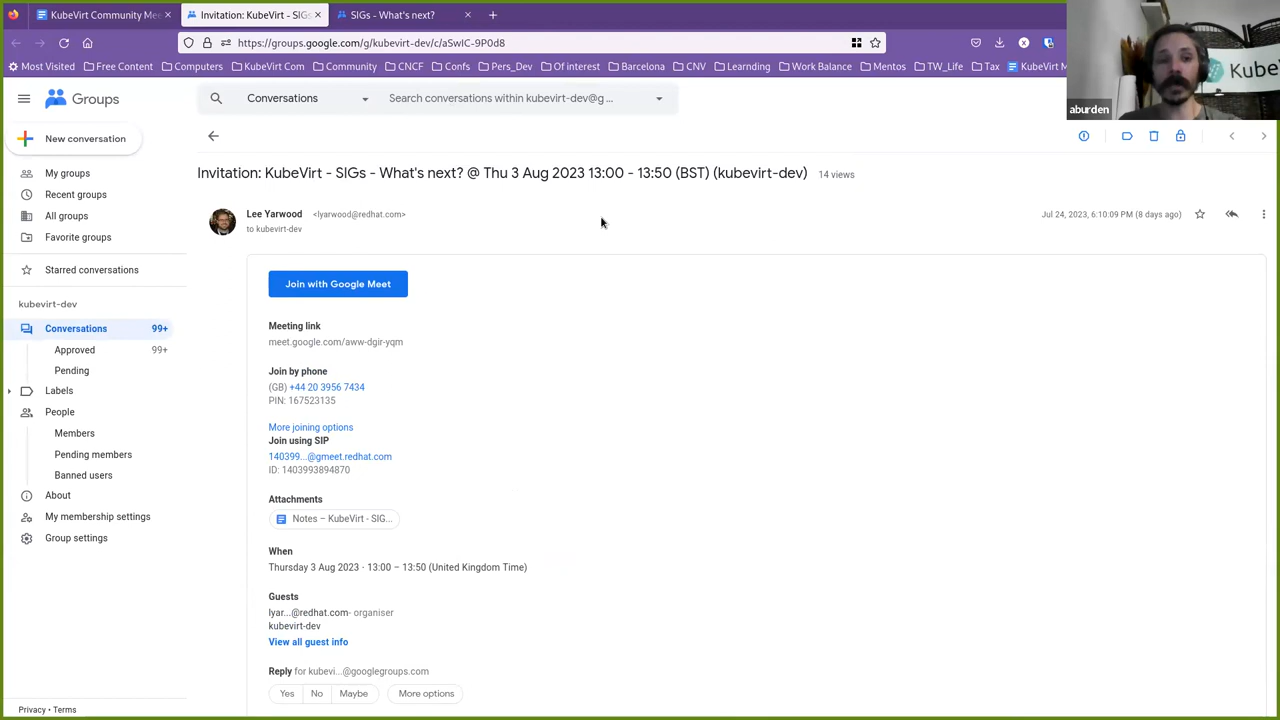 KubeVirt Community Mee
Invitation: KubeVirt - SIGs
SIGs - What's next?
https://groups.google.com/g/kubevirt-dev/c/aSwIC-9P0d8
Most Visited
Free Content
Computers
KubeVirt Com
Community
CNCF
Confs
Pers_Dev
Of interest
Barcelona
CNV
Learnding
Work Balance
Mentos
TW_Life
Tax
KubeVirt M
KubeV
aburden
Groups
Conversations
Search conversations within kubevirt-dev@g ...
New conversation
My groups
Recent groups
All groups
Favorite groups
Starred conversations
kubevirt-dev
Conversations 99+
Approved 99+
Pending
Labels
People
Members
Pending members
Banned users
About
My membership settings
Group settings
Privacy • Terms
Invitation: KubeVirt - SIGs - What's next? @ Thu 3 Aug 2023 13:00 - 13:50 (BST) (kubevirt-dev) 14 views
Lee Yarwood <lyarwood@redhat.com>
Jul 24, 2023, 6:10:09 PM (8 days ago)
to kubevirt-dev
Join with Google Meet
Meeting link
meet.google.com/aww-dgir-yqm
Join by phone
(GB) +44 20 3956 7434
PIN: 167523135
More joining options
Join using SIP
140399...@gmeet.redhat.com
ID: 1403993894870
Attachments
Notes – KubeVirt - SIG...
When
Thursday 3 Aug 2023 · 13:00 – 13:50 (United Kingdom Time)
Guests
lyar...@redhat.com- organiser
kubevirt-dev
View all guest info
Reply for kubevi...@googlegroups.com
Yes
No
Maybe
More options